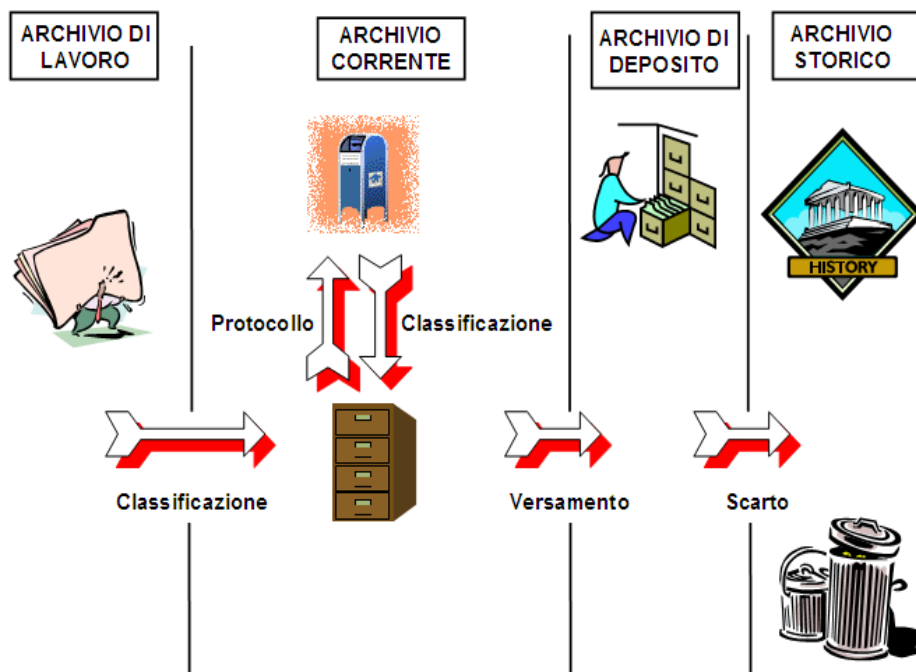 ARCHIVIO DI
LAVORO
ARCHIVIO
CORRENTE
ARCHIVIO DI
DEPOSITO
ARCHIVIO
STORICO
HISTORY
Protocollo
Classificazione
Classificazione
Versamento
Scarto